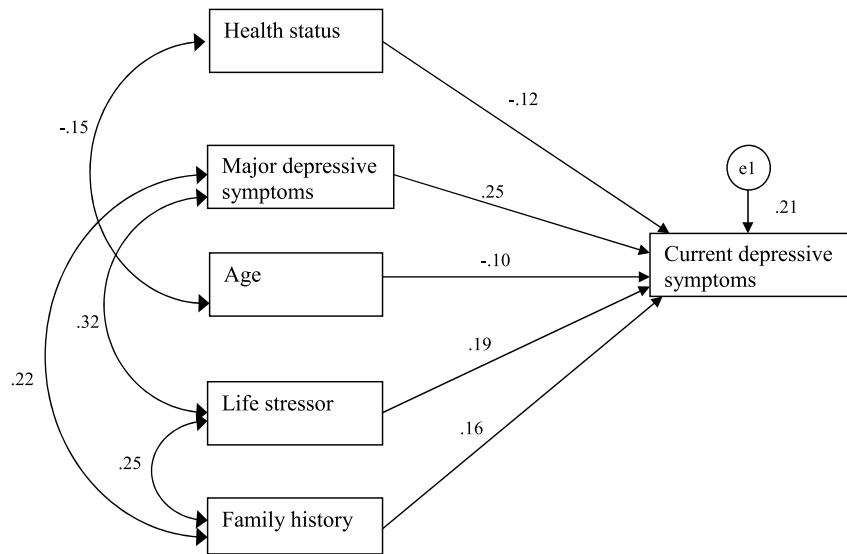 Health status
-.12
-.15
Major depressive
symptoms
e1
.25
.21
Current depressive
symptoms
Age
-.10
.32
.19
.22
Life stressor
.16
.25
Family history